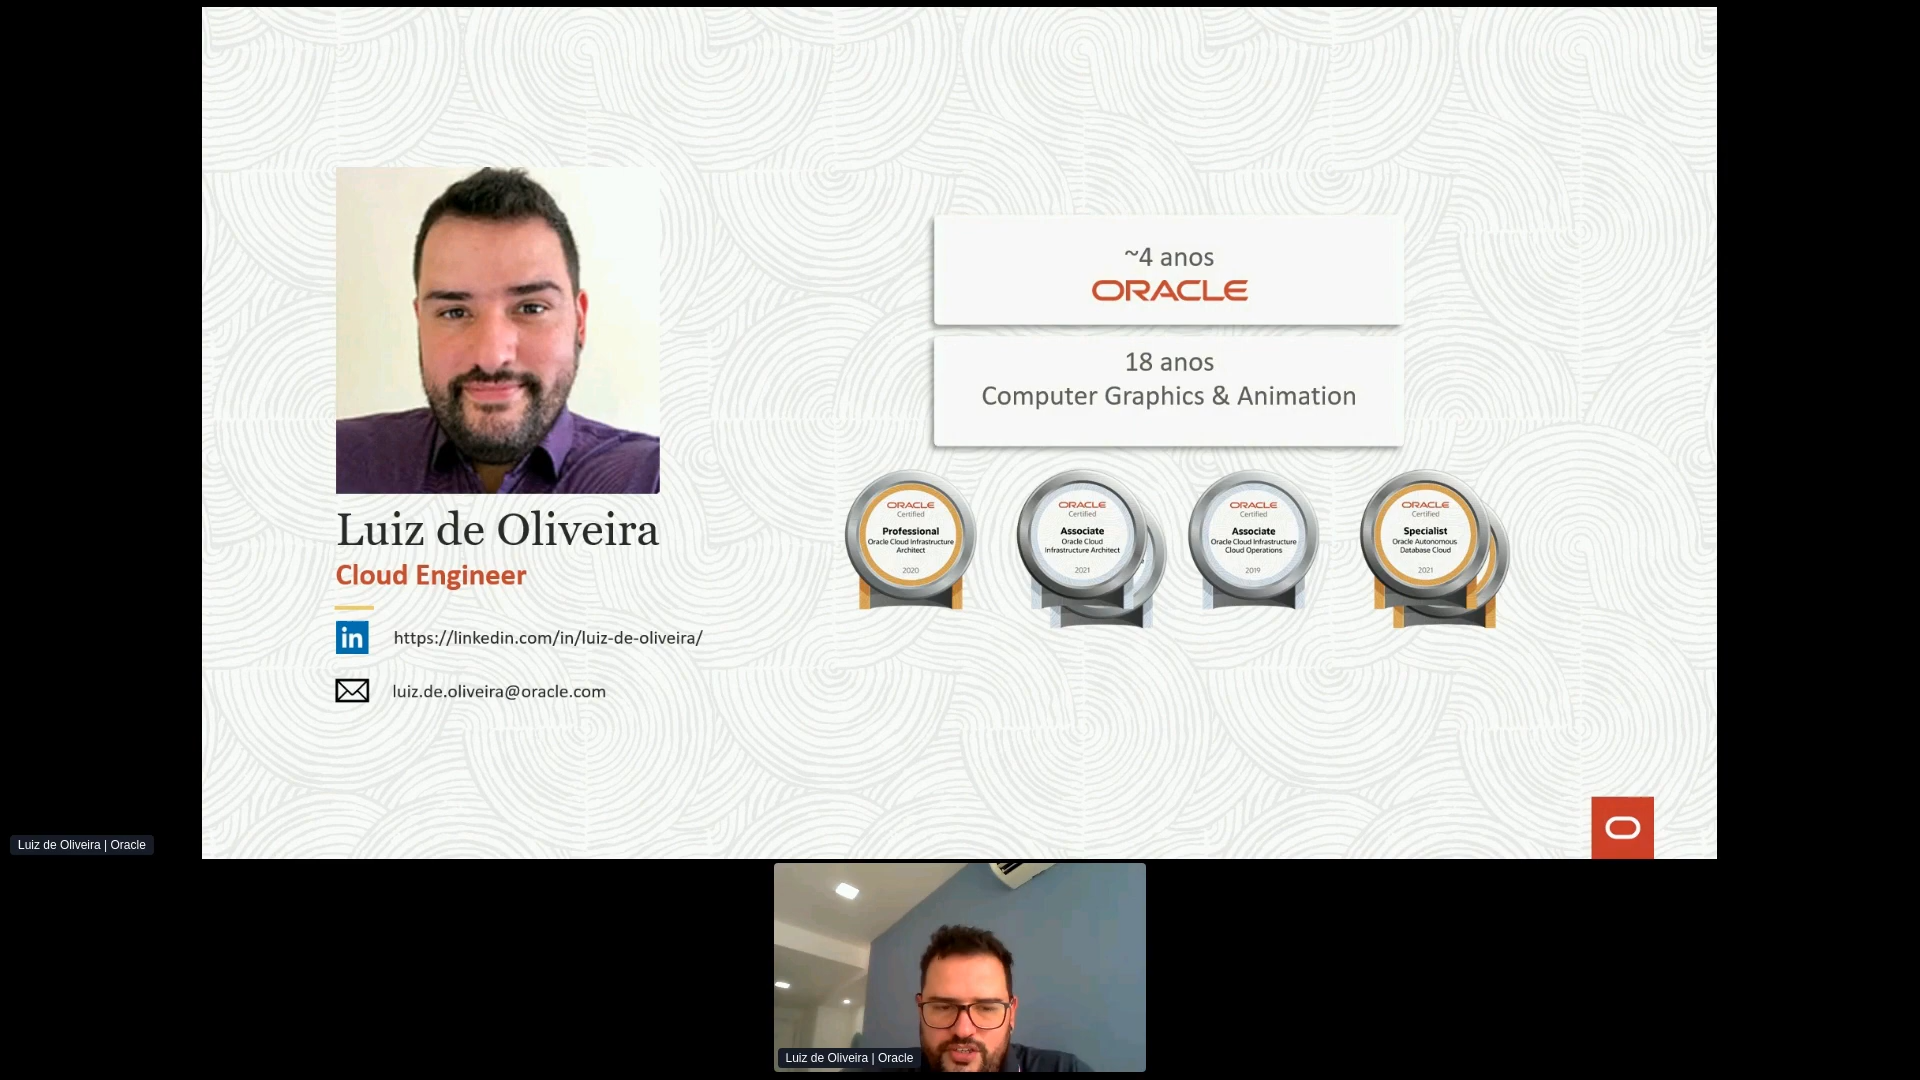 ~4 anos
ORACLE
18 anos
Computer Graphics & Animation
ORACLE
Certified
Professional
Oracle Cloud Infrastructure
Architect
2020
ORACLE
Certified
Associate
Oracle Cloud
Infrastructure Architect
2021
ORACLE
Certified
Associate
Oracle Cloud Infrastructure
Cloud Operations
2019
ORACLE
Certified
Specialist
Oracle Autonomous
Database Cloud
2021
Luiz de Oliveira
Cloud Engineer
in
https://linkedin.com/in/luiz-de-oliveira/
luiz.de.oliveira@oracle.com
Luiz de Oliveira | Oracle
Luiz de Oliveira | Oracle